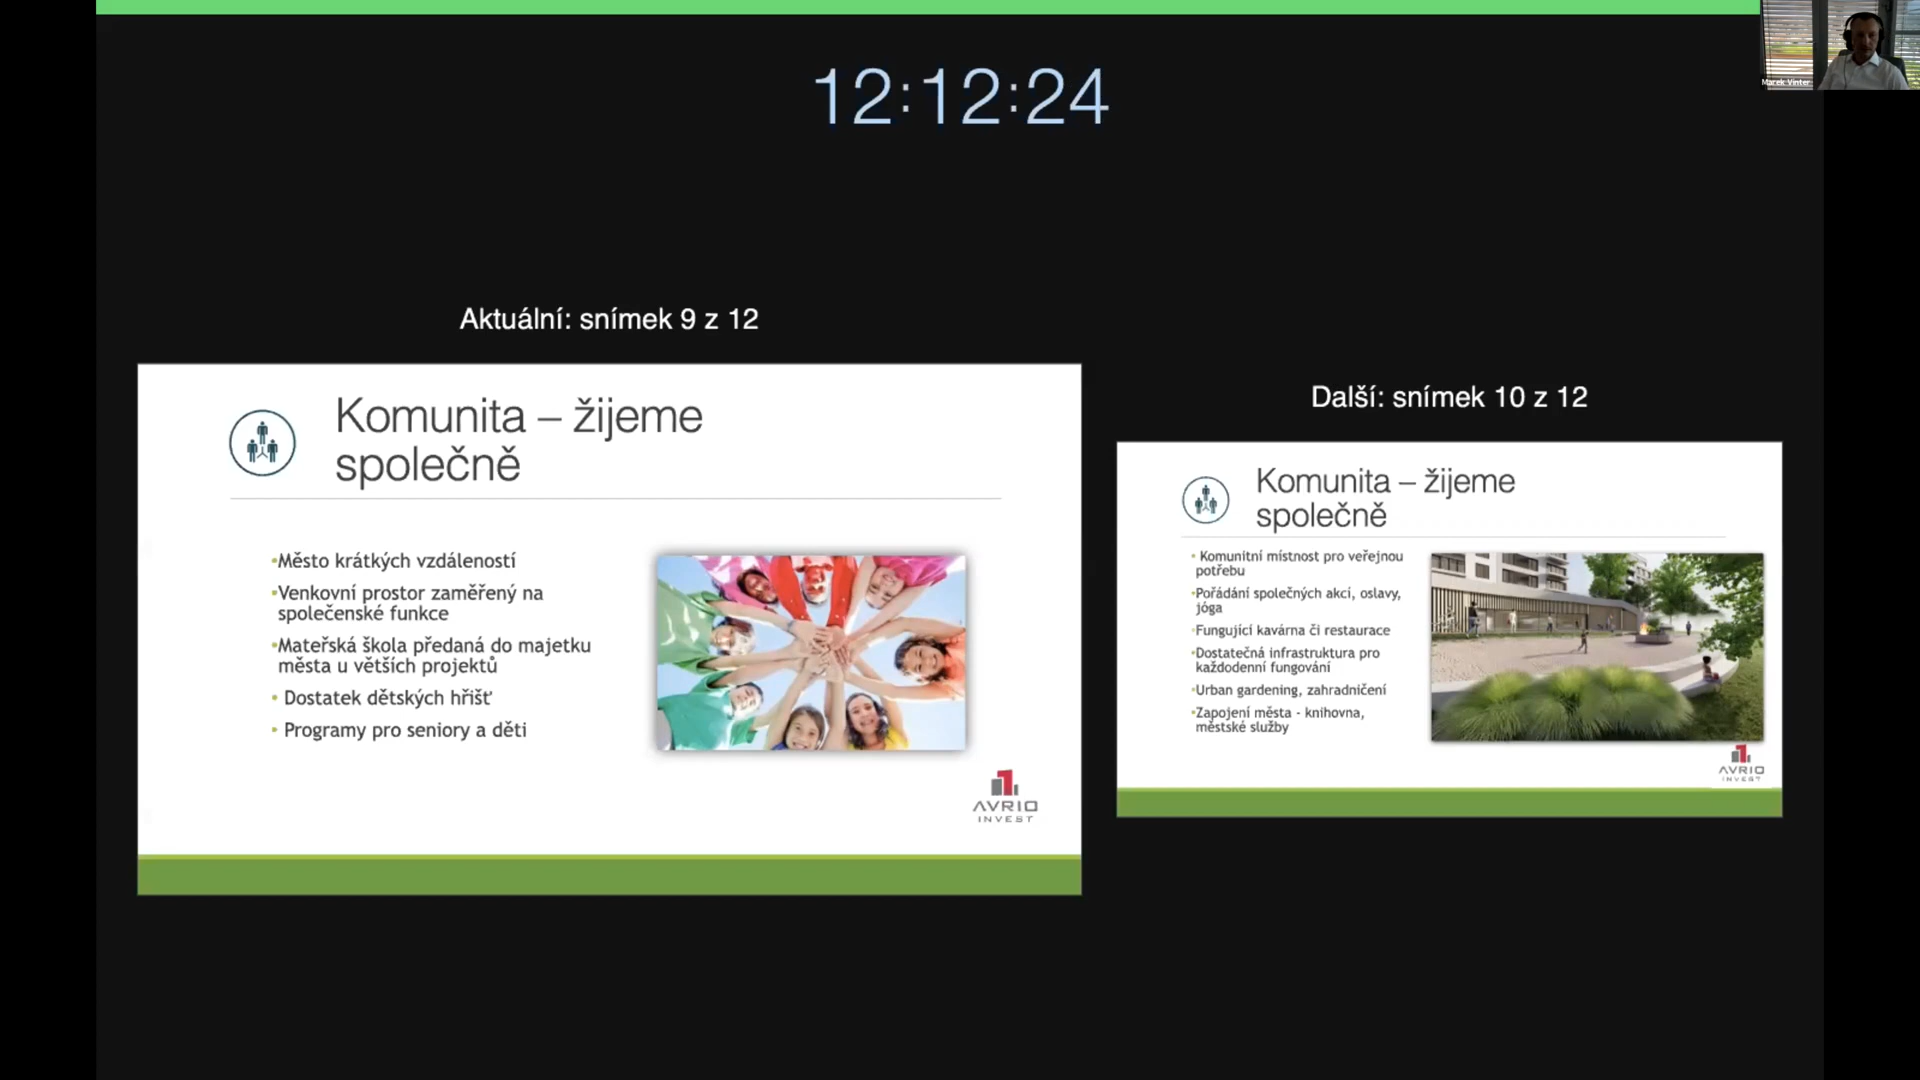 12:12:24
Marek Vinter
Aktuální: snímek 9 z 12
Komunita – žijeme
společně
•Město krátkých vzdáleností
•Venkovní prostor zaměřený na
společenské funkce
•Mateřská škola předaná do majetku
města u větších projektů
• Dostatek dětských hřišť
• Programy pro seniory a děti
AVRIO
INVEST
Další: snímek 10 z 12
Komunita – žijeme
společně
• Komunitní místnost pro veřejnou
potřebu
•Pořádání společných akcí, oslavy,
jóga
•Fungující kavárna či restaurace
•Dostatečná infrastruktura pro
každodenní fungování
•Urban gardening, zahradničení
•Zapojení města - knihovna,
městské služby
AVRIO
INVEST